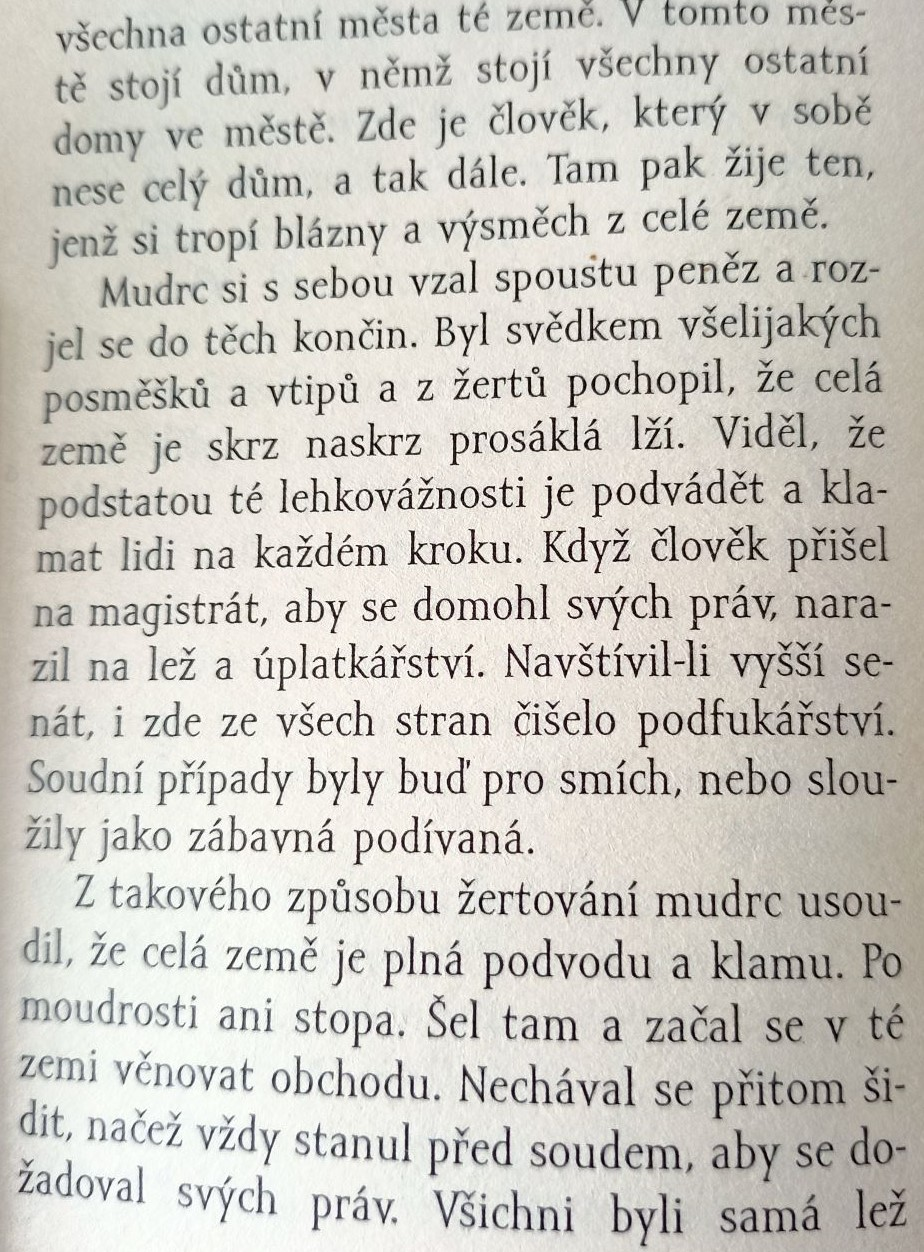 všechna ostatní města té země. V tomto měs-
tě stojí dům, v němž stojí všechny ostatní
domy ve městě. Zde je člověk, který v sobě
nese celý dům, a tak dále. Tam pak žije ten,
jenž si tropí blázny a výsměch z celé země.
Mudrc si s sebou vzal spoustu peněz a roz-
jel se do těch končin. Byl svědkem všelijakých
posměšků a vtipů a z žertů pochopil, že celá
země je skrz naskrz prosáklá lží. Viděl, že
podstatou té lehkovážnosti je podvádět a kla-
mat lidi na každém kroku. Když člověk přišel
na magistrát, aby se domohl svých práv, nara-
zil na lež a úplatkářství. Navštívil-li vyšší se-
nát, i zde ze všech stran čišelo podfukářství.
Soudní případy byly buď pro smích, nebo slou-
žily jako zábavná podívaná.
Z takového způsobu žertování mudrc usou-
dil, že celá země je plná podvodu a klamu. Po
moudrosti ani stopa. Šel tam a začal se v té
zemi věnovat obchodu. Nechával se přitom ši-
dit, načež vždy stanul před soudem, aby se do-
žadoval svých práv. Všichni byli samá lež